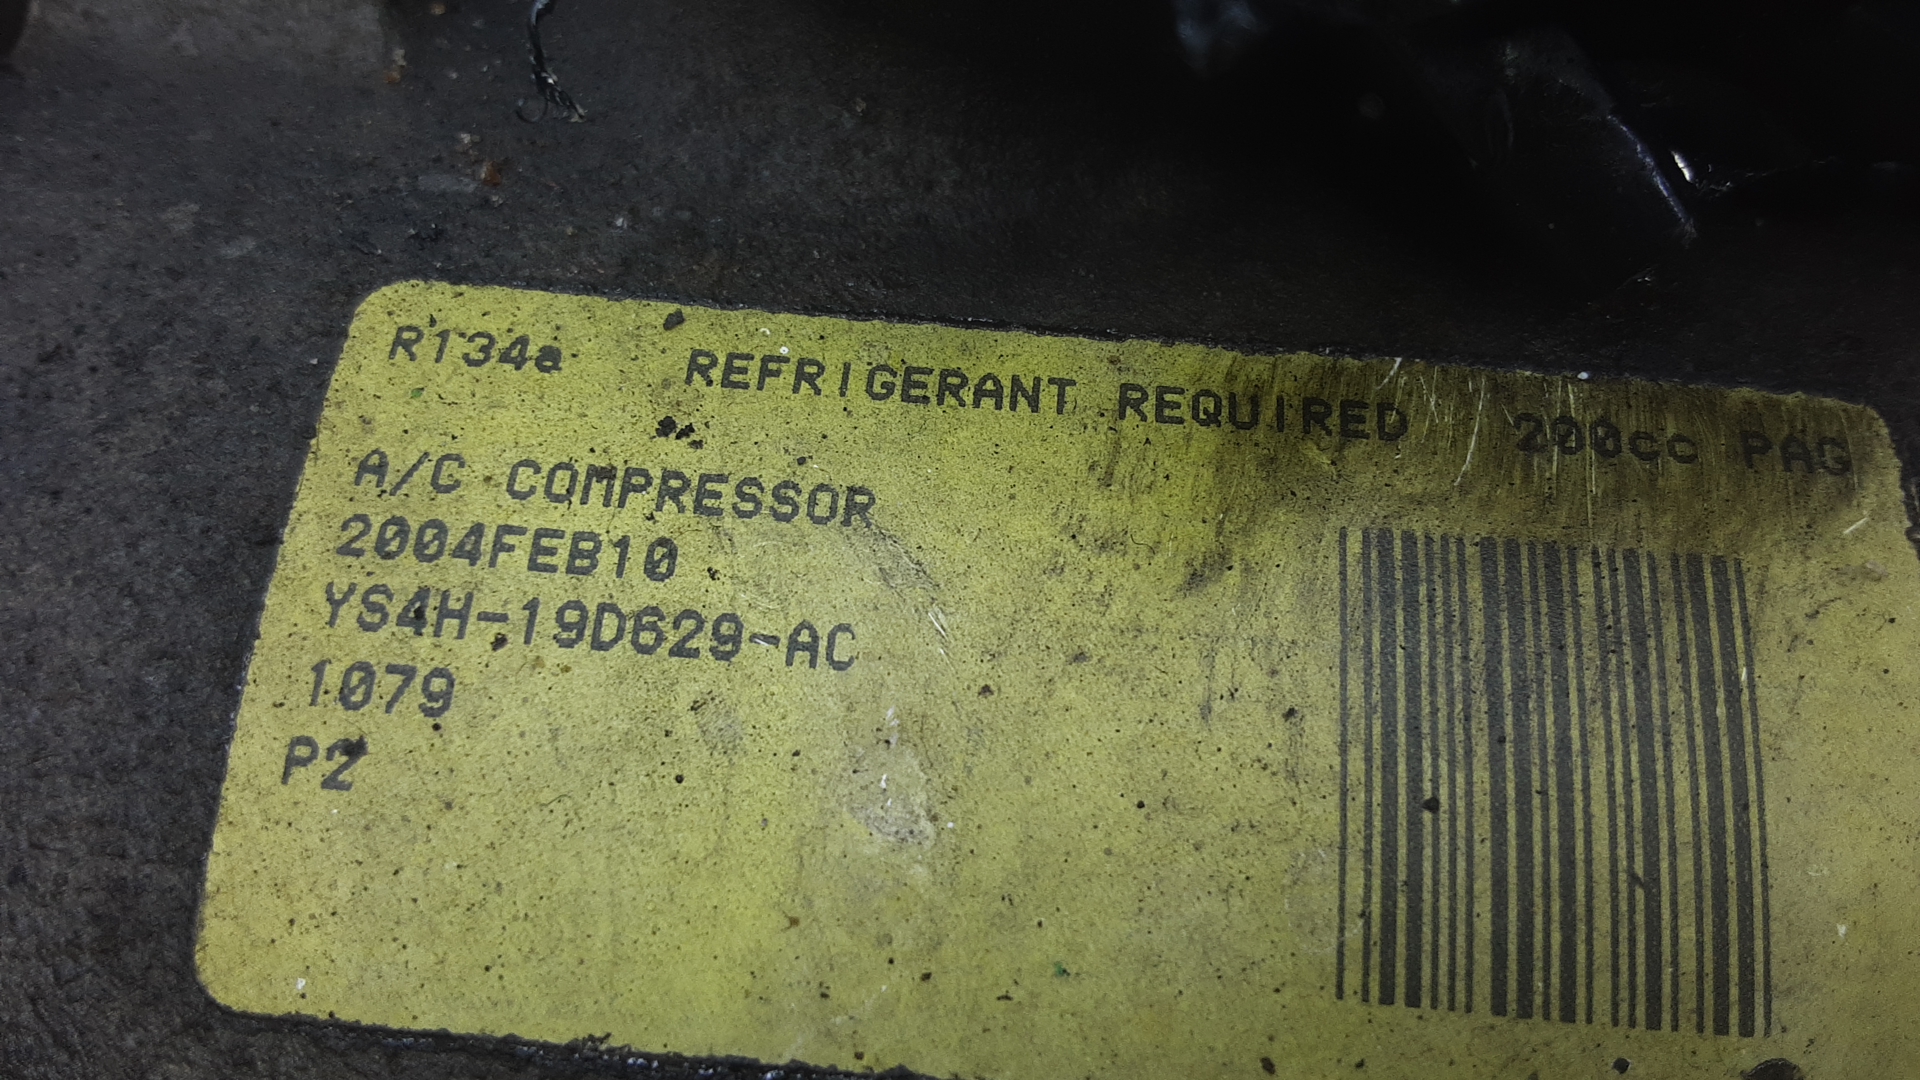 R134a REFRIGERANT REQUIRED 200cc PAG
A/C COMPRESSOR
2004FEB10
YS4H-19D629-AC
1079
P2